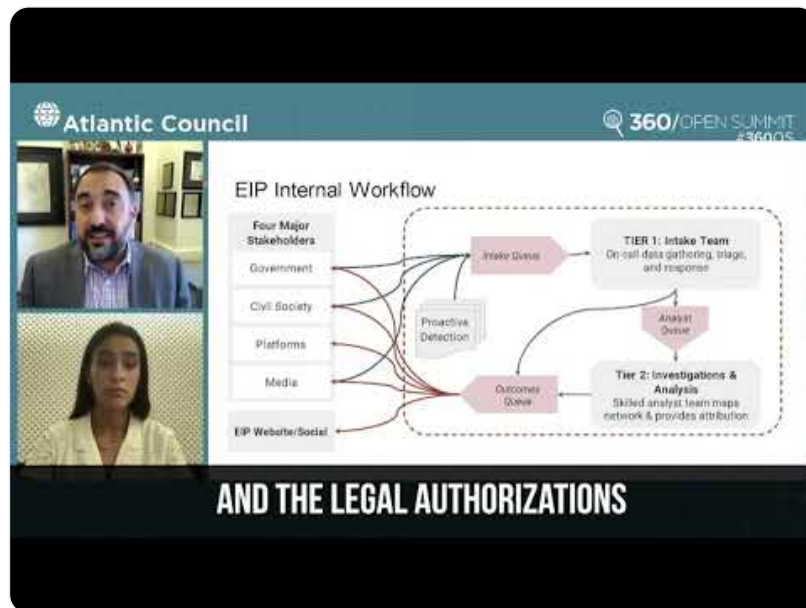 Atlantic Council
360/OPEN SUMMIT
#360OS
EIP Internal Workflow
Four Major
Stakeholders
Government
Civil Society
Platforms
Media
EIP Website/Social
Intake Queue
Proactive
Detection
TIER 1: Intake Team
On-call data gathering, triage,
and response
Analyst
Queue
Tier 2: Investigations &
Analysis
Skilled analyst team maps
network & provides attribution
Outcomes
Queue
AND THE LEGAL AUTHORIZATIONS